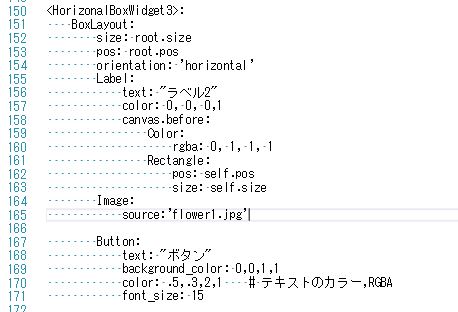 150 <HorizonalBoxWidget3>:
151     BoxLayout:
152         size: root.size
153         pos: root.pos
154         orientation: 'horizontal'
155         Label:
156             text: "ラベル2"
157             color: 0, 0, 0,1
158             canvas.before:
159                 Color:
160                     rgba: 0, 1, 1, 1
161                 Rectangle:
162                     pos: self.pos
163                     size: self.size
164         Image:
165             source:'flower1.jpg'
166
167         Button:
168             text: "ボタン"
169             background_color: 0,0,1,1
170             color: .5,.3,2,1    # テキストのカラー,RGBA
171             font_size: 15